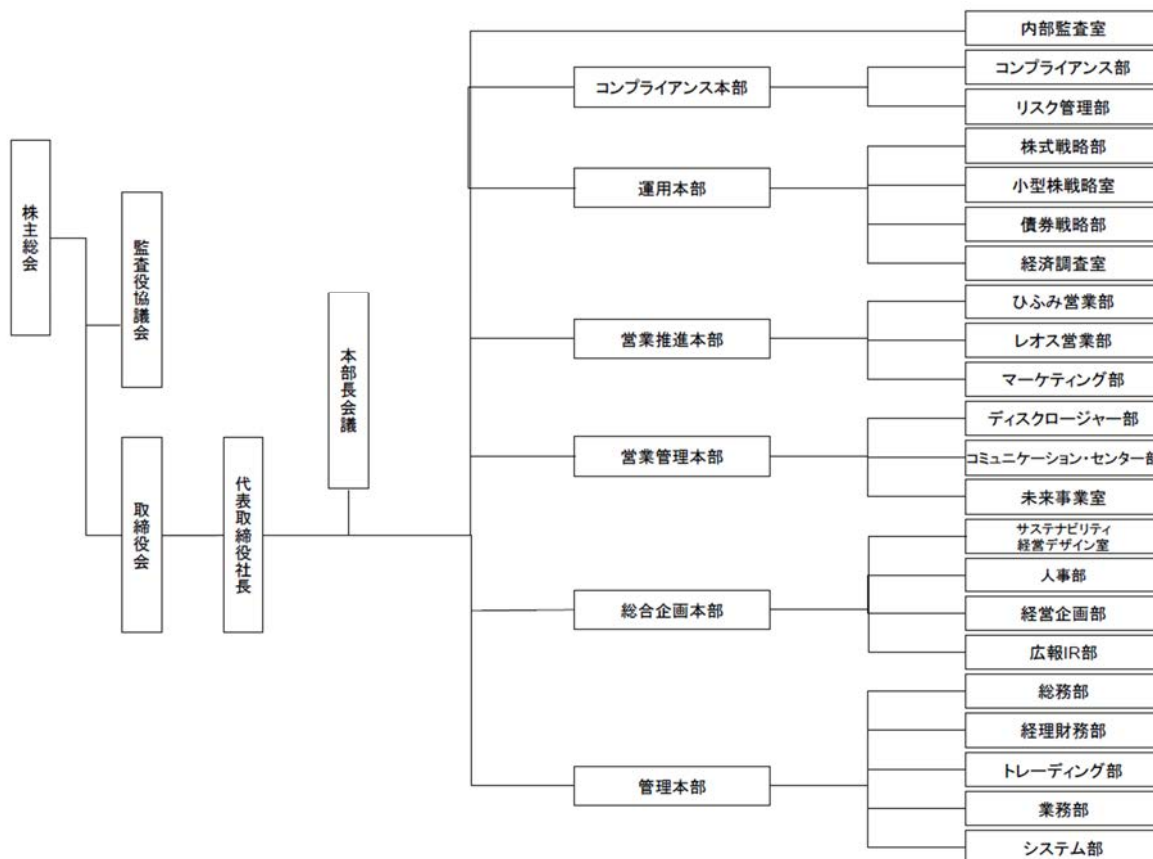 株主総会
監査役協議会
取締役会
代表取締役社長
本部長会議
内部監査室
コンプライアンス本部
コンプライアンス部
リスク管理部
運用本部
株式戦略部
小型株戦略室
債券戦略部
経済調査室
営業推進本部
ひふみ営業部
レオス営業部
マーケティング部
営業管理本部
ディスクロージャー部
コミュニケーション・センター部
未来事業室
総合企画本部
サステナビリティ
経営デザイン室
人事部
経営企画部
広報IR部
管理本部
総務部
経理財務部
トレーディング部
業務部
システム部